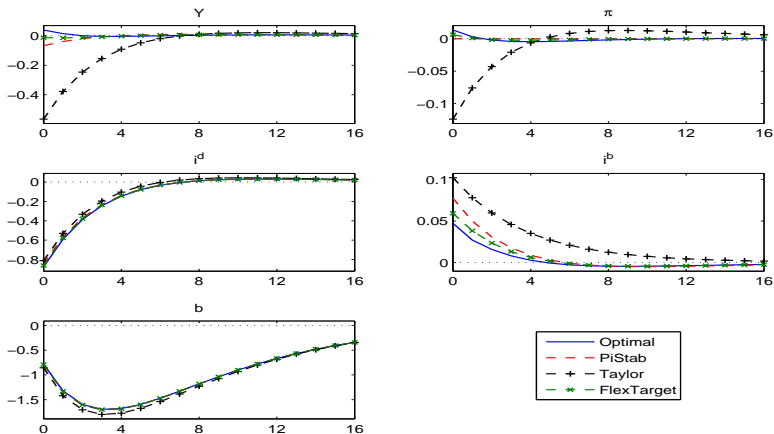 Y
0
−0.2
−0.4
0 4 8 12 16
π
0
−0.05
−0.1
0 4 8 12 16
i^d
0
−0.2
−0.4
−0.6
−0.8
0 4 8 12 16
i^b
0.1
0.05
0
0 4 8 12 16
b
0
−0.5
−1
−1.5
0 4 8 12 16
Optimal
PiStab
Taylor
FlexTarget